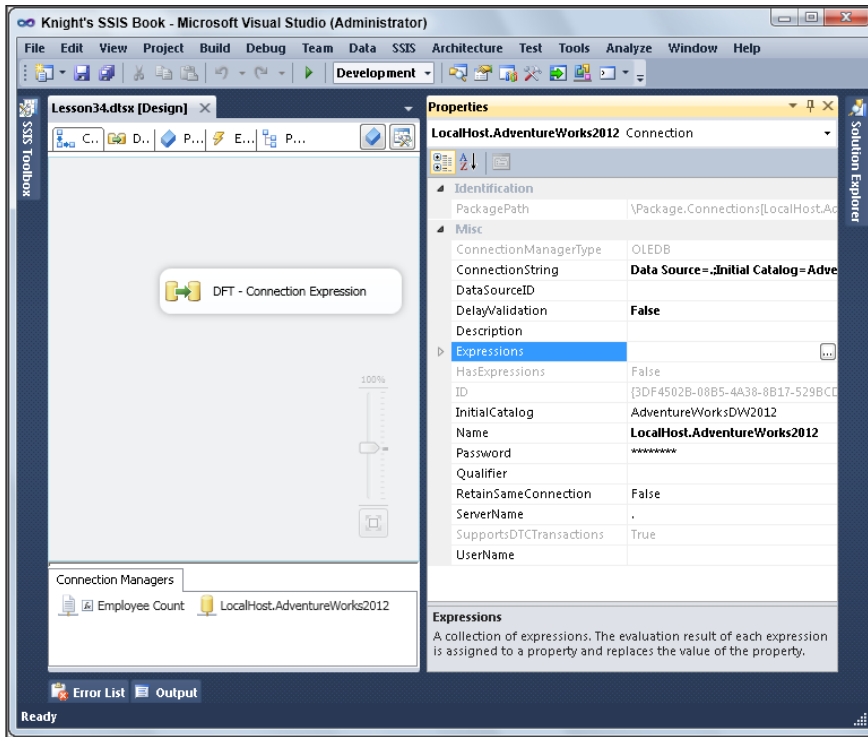 Knight's SSIS Book - Microsoft Visual Studio (Administrator)
File Edit View Project Build Debug Team Data SSIS Architecture Test Tools Analyze Window Help
Development
SSIS Toolbox
Lesson34.dtsx [Design]
C.. D.. P... E... P...
DFT - Connection Expression
100%
Connection Managers
Employee Count LocalHost.AdventureWorks2012
Properties
LocalHost.AdventureWorks2012 Connection
Identification
PackagePath \Package.Connections[LocalHost.Ad
Misc
ConnectionManagerType OLEDB
ConnectionString Data Source=.;Initial Catalog=Adve
DataSourceID
DelayValidation False
Description
Expressions ...
HasExpressions False
ID {3DF4502B-08B5-4A38-8B17-529BCD
InitialCatalog AdventureWorksDW2012
Name LocalHost.AdventureWorks2012
Password ********
Qualifier
RetainSameConnection False
ServerName .
SupportsDTCTransactions True
UserName
Expressions
A collection of expressions. The evaluation result of each expression
is assigned to a property and replaces the value of the property.
Solution Explorer
Error List Output
Ready